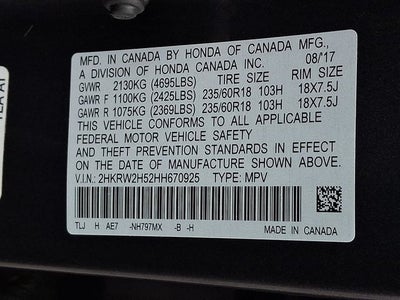 MFD. IN CANADA BY HONDA OF CANADA MFG.,
A DIVISION OF HONDA CANADA INC. 08/17
GVWR 2130KG (4695LBS) TIRE SIZE RIM SIZE
GAWR F 1100KG (2425LBS) 235/60R18 103H 18X7.5J
GAWR R 1075KG (2369LBS) 235/60R18 103H 18X7.5J
THIS VEHICLE CONFORMS TO ALL APPLICABLE
FEDERAL MOTOR VEHICLE SAFETY
AND THEFT PREVENTION STANDARDS IN EFFECT
ON THE DATE OF MANUFACTURE SHOWN ABOVE.
V.I.N.: 2HKRW2H52HH670925 TYPE: MPV
TLJ H AE7 -NH797MX -B -H
MADE IN CANADA